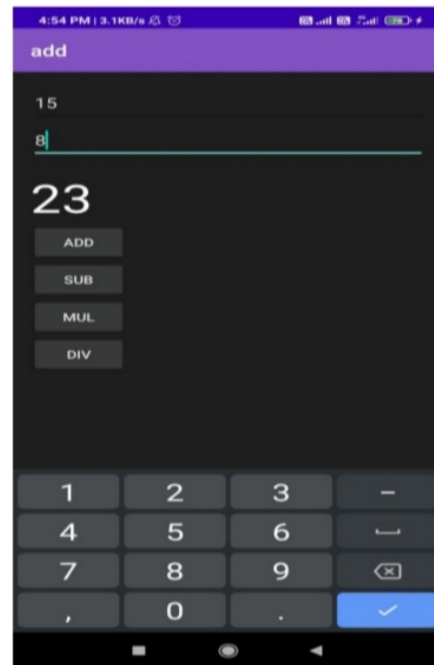 4:54 PM | 3.1KB/s
add
15
8
23
ADD
SUB
MUL
DIV
1 2 3 –
4 5 6
7 8 9
, 0 .